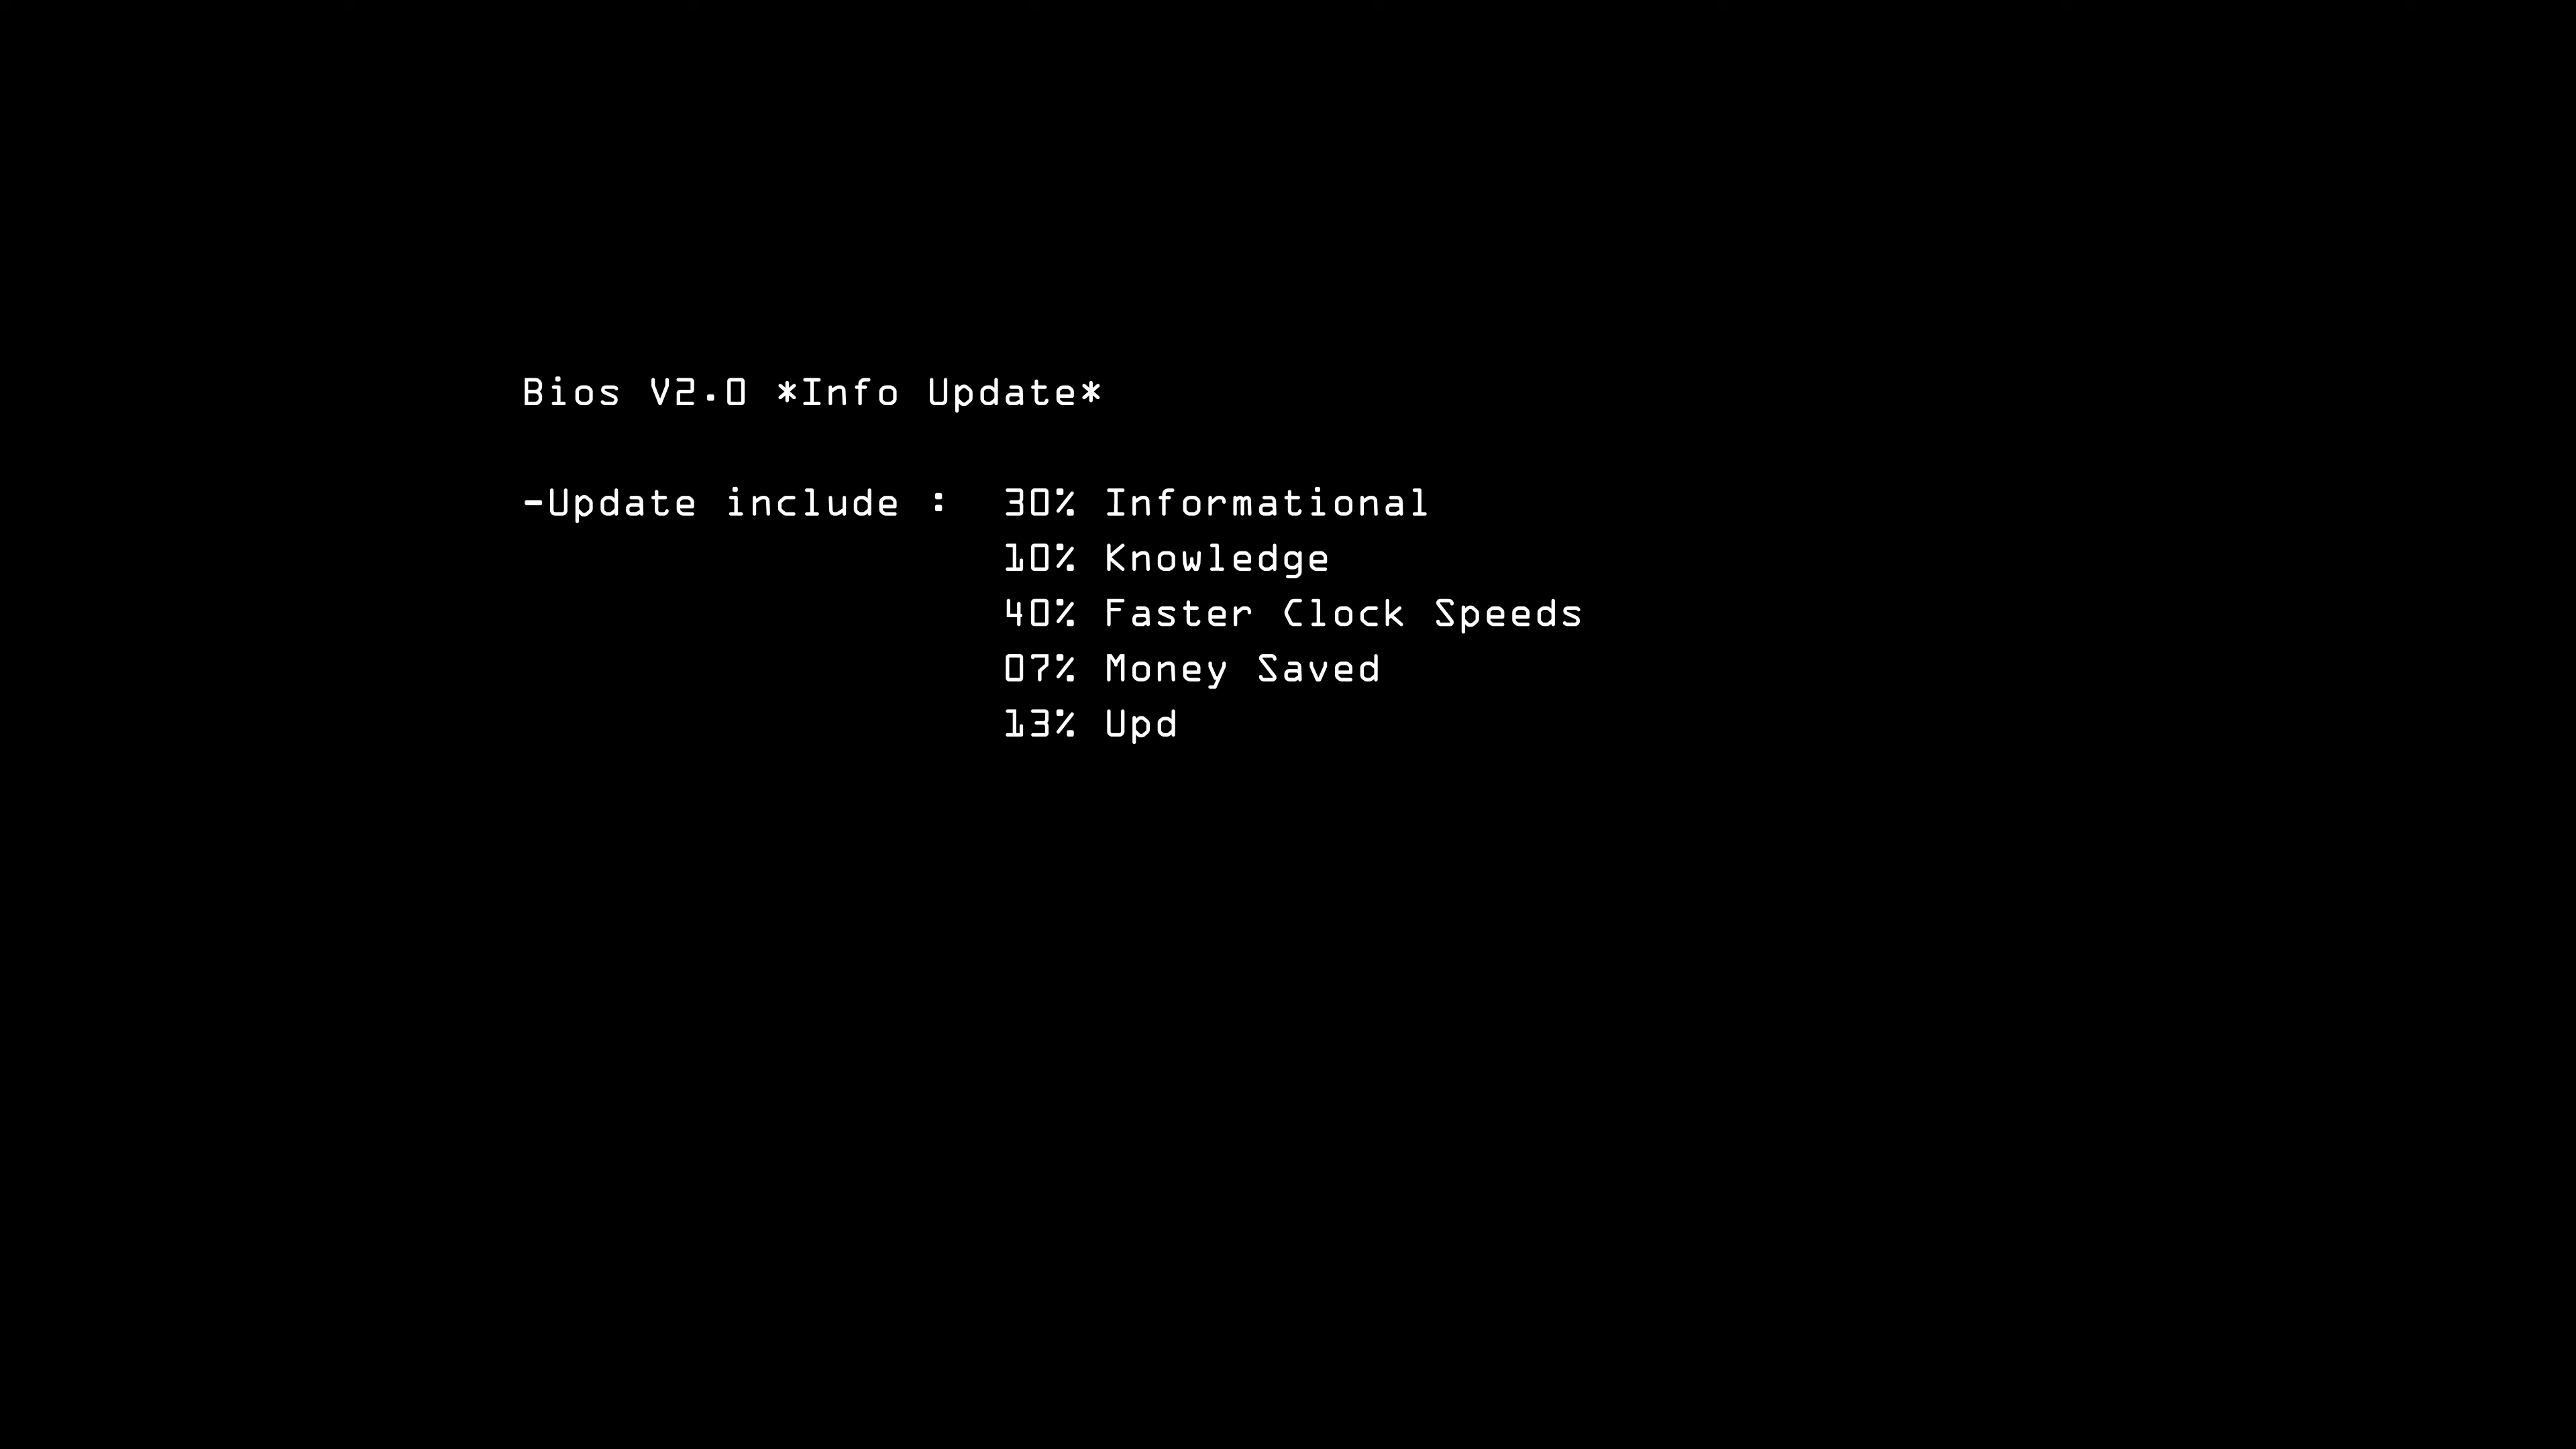 Bios V2.0 *Info Update*
-Update include : 30% Informational
10% Knowledge
40% Faster Clock Speeds
07% Money Saved
13% Upd